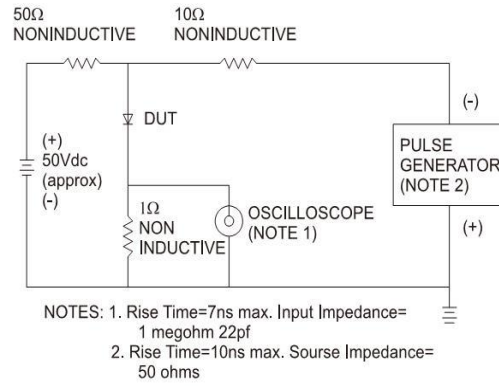 50Ω
NONINDUCTIVE
10Ω
NONINDUCTIVE
DUT
(+)
50Vdc
(approx)
(-)
1Ω
NON
INDUCTIVE
OSCILLOSCOPE
(NOTE 1)
(-)
PULSE
GENERATOR
(NOTE 2)
(+)
NOTES: 1. Rise Time=7ns max. Input Impedance=
1 megohm 22pf
2. Rise Time=10ns max. Sourse Impedance=
50 ohms